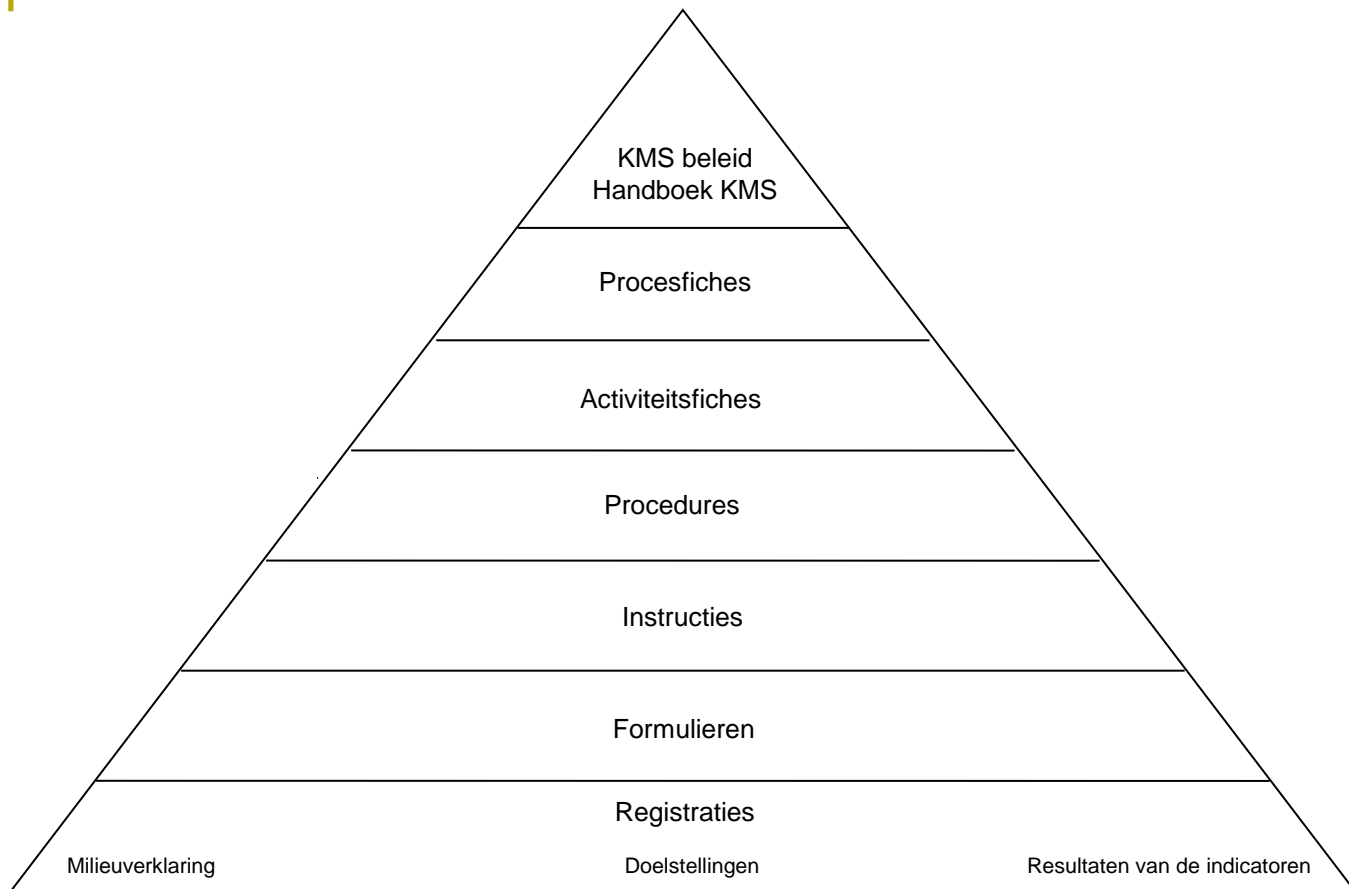 KMS beleid
Handboek KMS
Procesfiches
Activiteitsfiches
Procedures
Instructies
Formulieren
Registraties
Milieuverklaring Doelstellingen Resultaten van de indicatoren